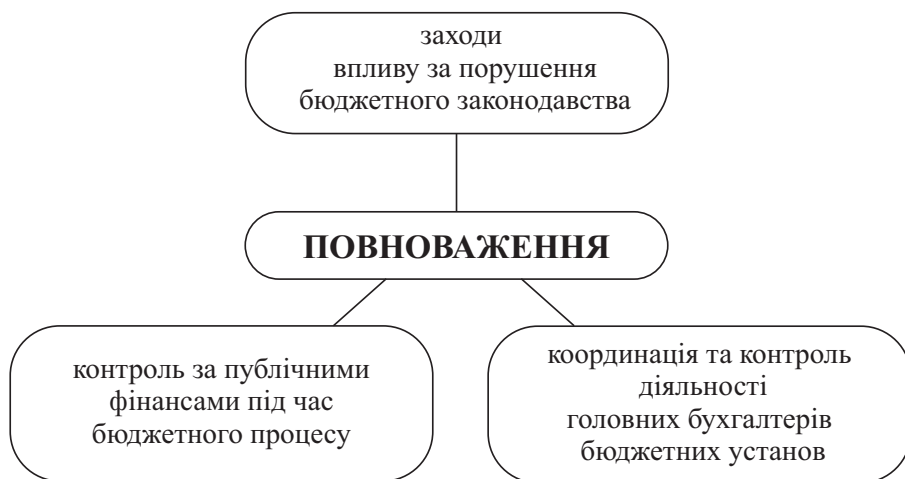 заходи
впливу за порушення
бюджетного законодавства
ПОВНОВАЖЕННЯ
контроль за публічними
фінансами під час
бюджетного процесу
координація та контроль
діяльності
головних бухгалтерів
бюджетних установ